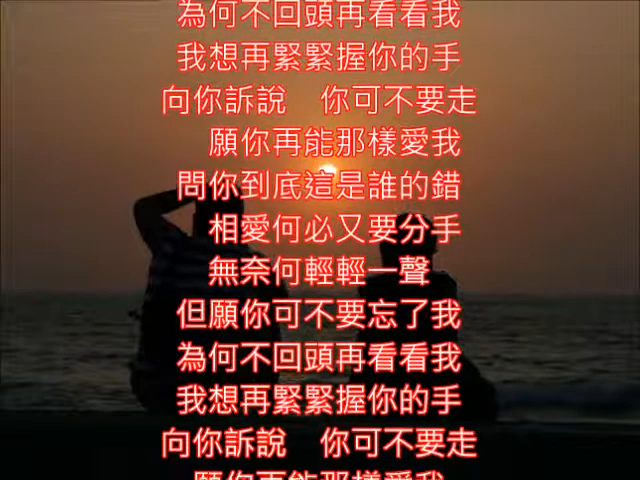 為何不回頭再看看我
我想再緊緊握你的手
向你訴說　你可不要走
願你再能那樣愛我
問你到底這是誰的錯
相愛何必又要分手
無奈何輕輕一聲
但願你可不要忘了我
為何不回頭再看看我
我想再緊緊握你的手
向你訴說　你可不要走
願你再能那樣愛我